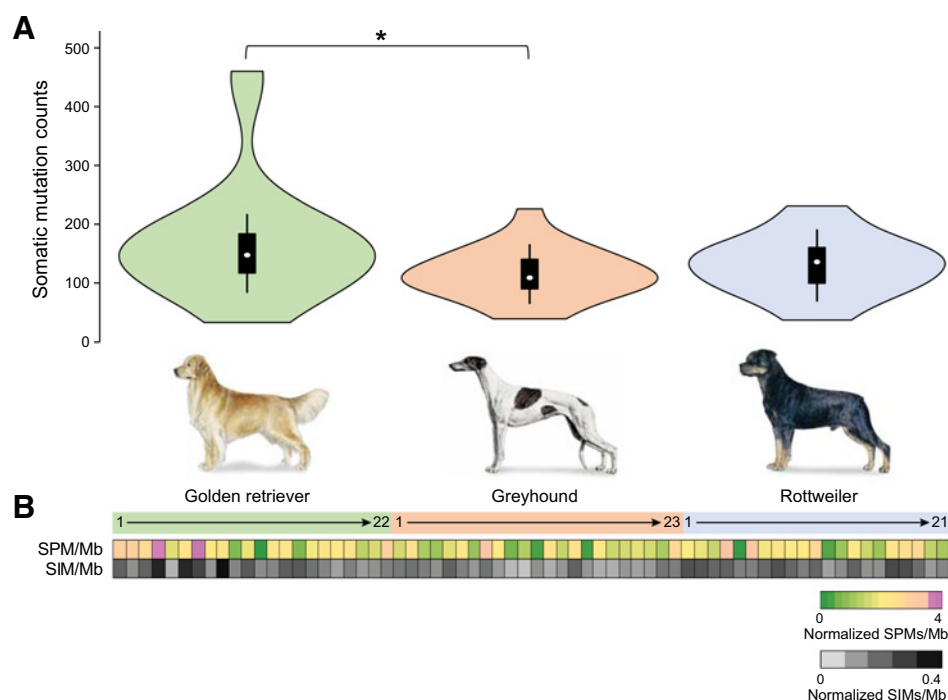 A
*
500
400
300
200
100
0
Somatic mutation counts
Golden retriever Greyhound Rottweiler
B
1 22 1 23 1 21
SPM/Mb
SIM/Mb
0 4
Normalized SPMs/Mb
0 0.4
Normalized SIMs/Mb